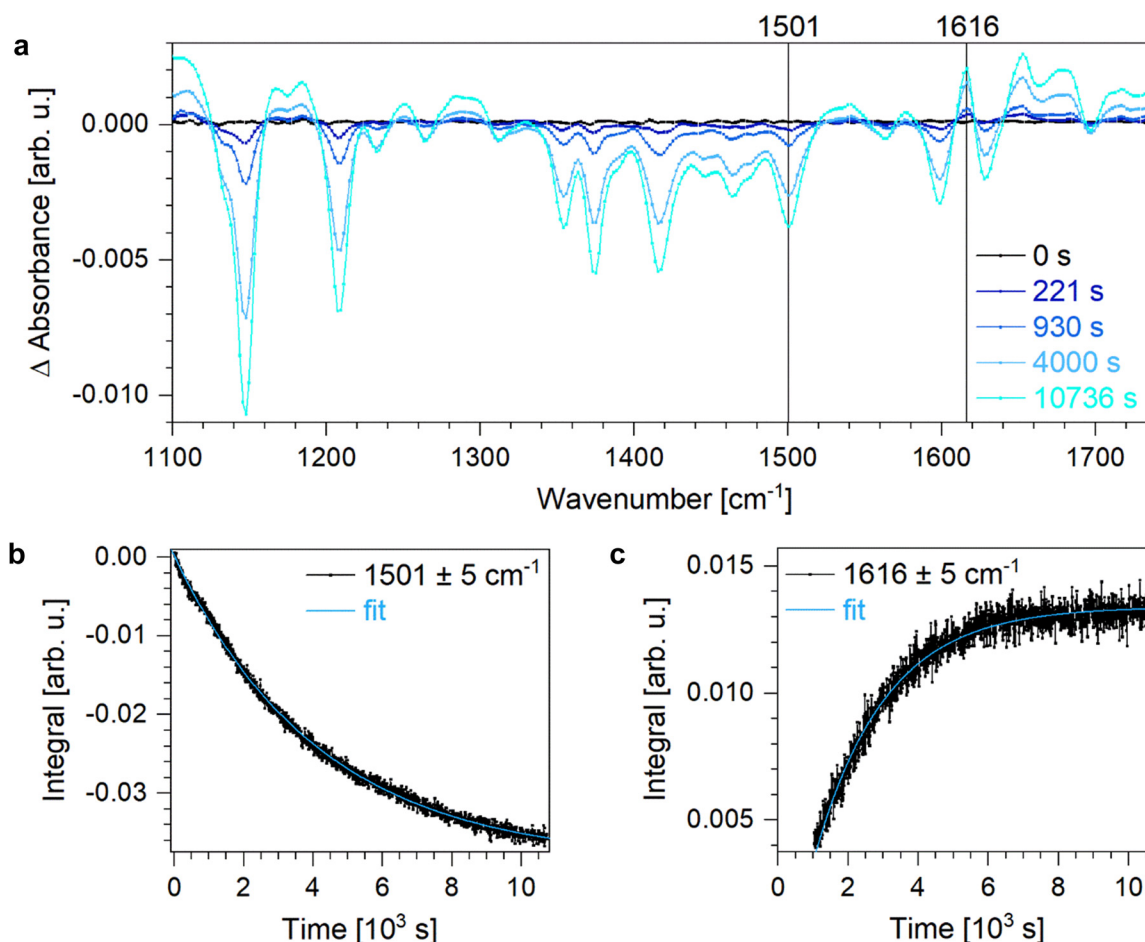 1501 1616
a
0.000
-0.005
-0.010
Δ Absorbance [arb. u.]
0 s
221 s
930 s
4000 s
10736 s
1100 1200 1300 1400 1500 1600 1700
Wavenumber [cm⁻¹]
b
0.00
-0.01
-0.02
-0.03
Integral [arb. u.]
1501 ± 5 cm⁻¹
fit
0 2 4 6 8 10
Time [10³ s]
c
0.015
0.010
0.005
Integral [arb. u.]
1616 ± 5 cm⁻¹
fit
0 2 4 6 8 10
Time [10³ s]